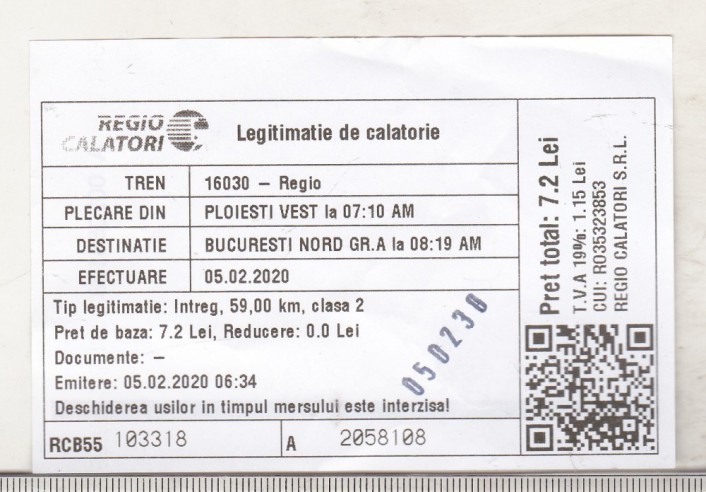 REGIO
CALATORI
Legitimatie de calatorie
TREN 16030 – Regio
PLECARE DIN PLOIESTI VEST la 07:10 AM
DESTINATIE BUCURESTI NORD GR.A la 08:19 AM
EFECTUARE 05.02.2020
Tip legitimatie: Intreg, 59,00 km, clasa 2
Pret de baza: 7.2 Lei, Reducere: 0.0 Lei
Documente: –
Emitere: 05.02.2020 06:34
Deschiderea usilor in timpul mersului este interzisa!
050230
RCB55 103318 A 2058108
Pret total: 7.2 Lei
T.V.A 19%: 1.15 Lei
CUI: RO35323853
REGIO CALATORI S.R.L.